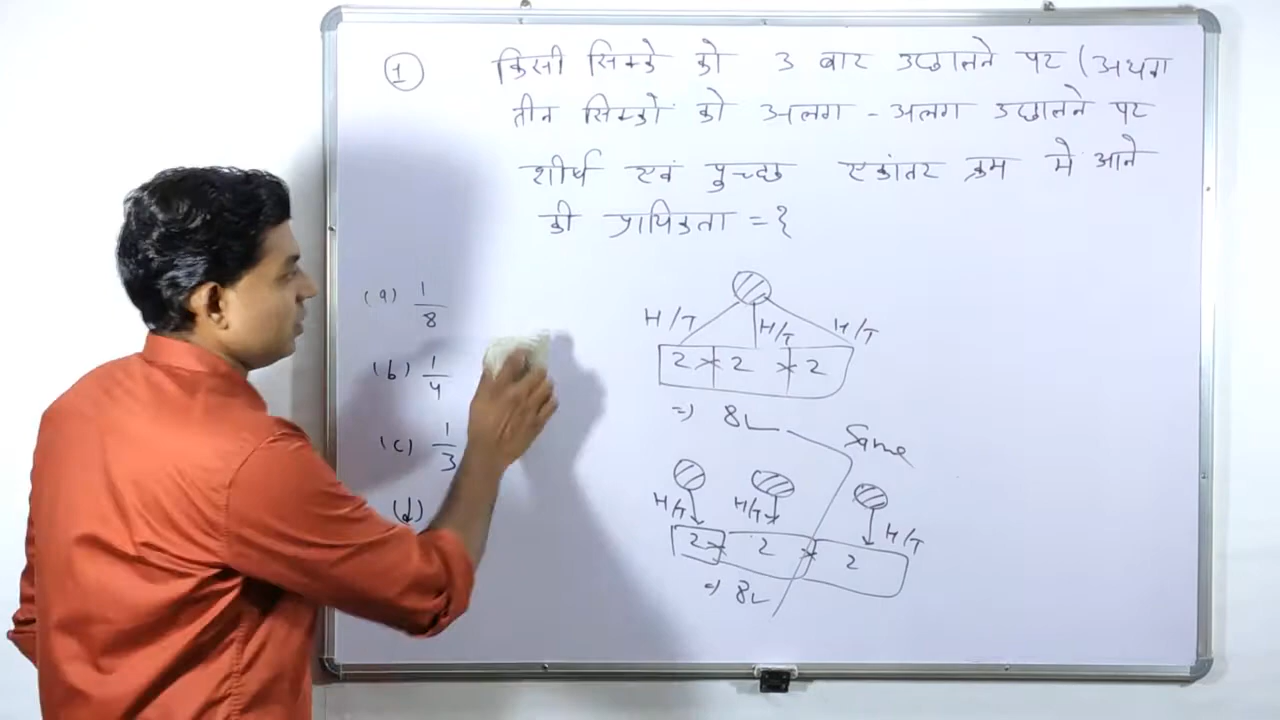 1 किसी सिक्के को 3 बार उछालने पर (अथवा
तीन सिक्कों को अलग - अलग उछालने पर
शीर्ष एवं पुच्छ एकांतर क्रम मे आने
की प्रायिकता = ?
(a) 1/8
(b) 1/4
(c) 1/3
(d)
H/T H/T H/T
2 × 2 × 2
=> 8
Same
H/T H/T H/T
2 × 2 × 2
=> 8